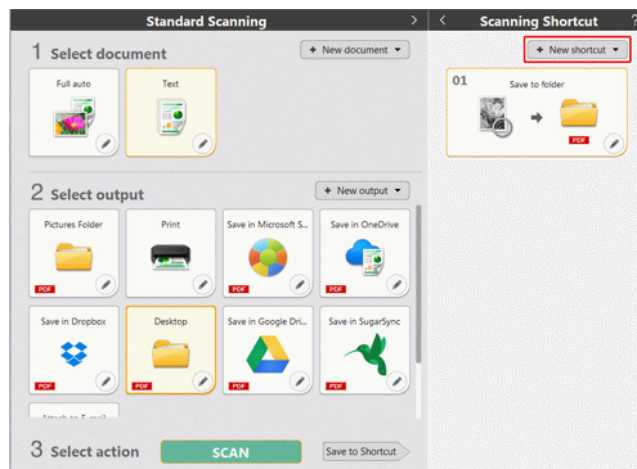 Standard Scanning >
< Scanning Shortcut ?
1 Select document
+ New document
Full auto
Text
2 Select output
+ New output
Pictures Folder
Print
Save in Microsoft S...
Save in OneDrive
PDF
PDF
PDF
Save in Dropbox
Desktop
Save in Google Dri...
Save in SugarSync
PDF
PDF
PDF
PDF
Attach to E-mail
3 Select action
SCAN
Save to Shortcut
+ New shortcut
01
Save to folder
PDF